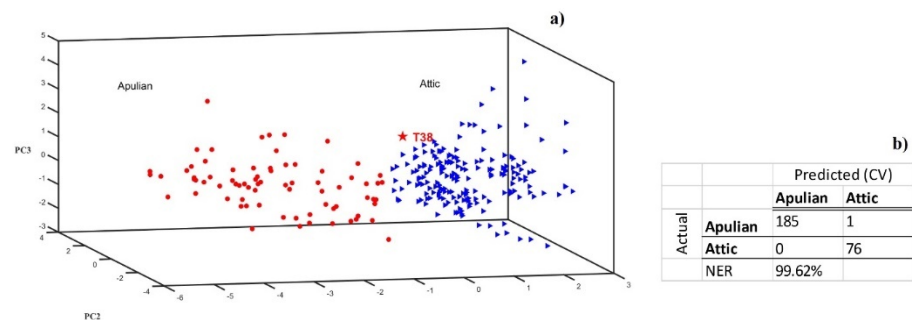 a)
5
4
3
2
1
0
-1
-2
-3
PC3
Apulian
Attic
T38
4
2
0
-2
-4
PC2
-6
-5
-4
-3
-2
-1
0
1
2
3
b)
Predicted (CV)
Apulian Attic
Actual
Apulian 185 1
Attic 0 76
NER 99.62%